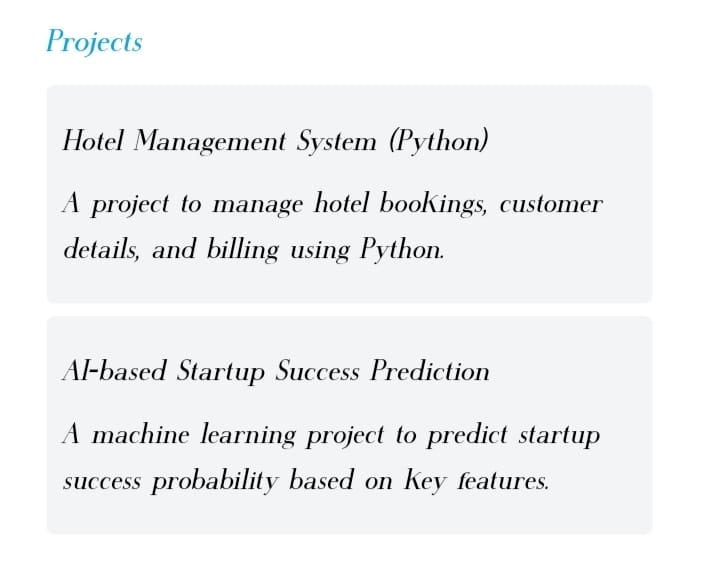 Projects
Hotel Management System (Python)
A project to manage hotel bookings, customer
details, and billing using Python.
AI-based Startup Success Prediction
A machine learning project to predict startup
success probability based on key features.